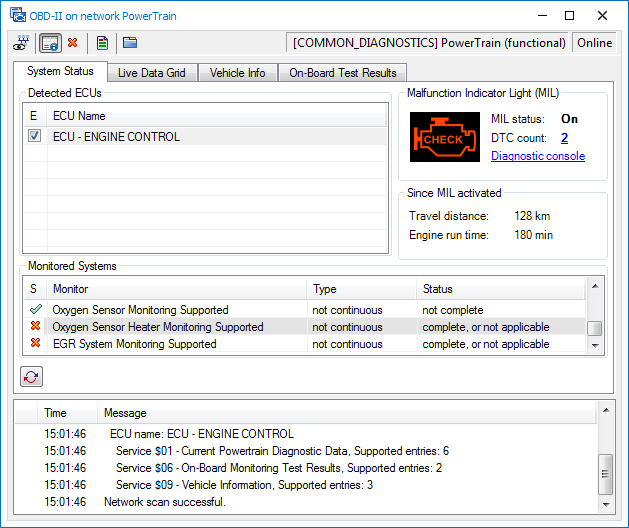 OBD-II on network PowerTrain
[COMMON_DIAGNOSTICS] PowerTrain (functional) Online
System Status Live Data Grid Vehicle Info On-Board Test Results
Detected ECUs
E ECU Name
ECU - ENGINE CONTROL
Malfunction Indicator Light (MIL)
CHECK
MIL status: On
DTC count: 2
Diagnostic console
Since MIL activated
Travel distance: 128 km
Engine run time: 180 min
Monitored Systems
S Monitor Type Status
Oxygen Sensor Monitoring Supported not continuous not complete
Oxygen Sensor Heater Monitoring Supported not continuous complete, or not applicable
EGR System Monitoring Supported not continuous complete, or not applicable
Time Message
15:01:46 ECU name: ECU - ENGINE CONTROL
15:01:46 Service $01 - Current Powertrain Diagnostic Data, Supported entries: 6
15:01:46 Service $06 - On-Board Monitoring Test Results, Supported entries: 2
15:01:46 Service $09 - Vehicle Information, Supported entries: 3
15:01:46 Network scan successful.